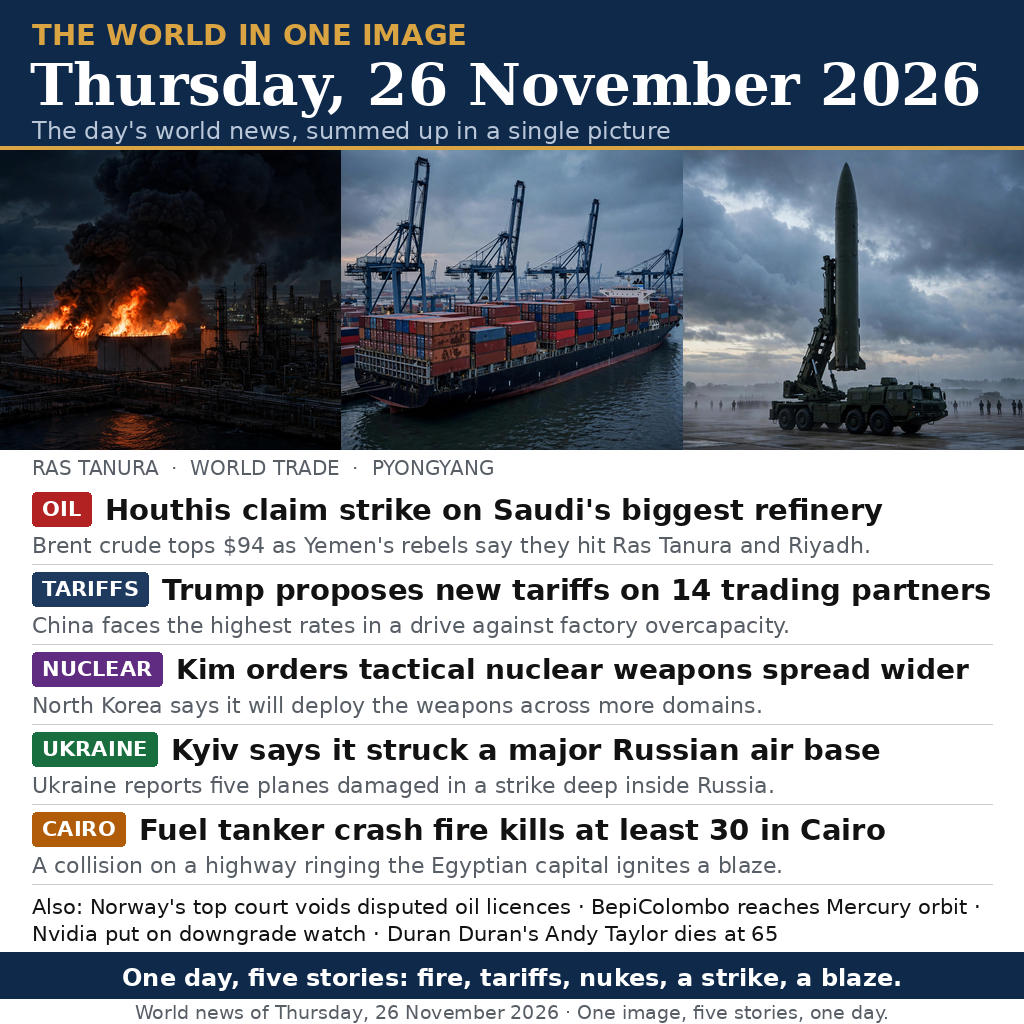 THE WORLD IN ONE IMAGE
Thursday, 26 November 2026
The day's world news, summed up in a single picture
RAS TANURA · WORLD TRADE · PYONGYANG
OIL Houthis claim strike on Saudi's biggest refinery
Brent crude tops $94 as Yemen's rebels say they hit Ras Tanura and Riyadh.
TARIFFS Trump proposes new tariffs on 14 trading partners
China faces the highest rates in a drive against factory overcapacity.
NUCLEAR Kim orders tactical nuclear weapons spread wider
North Korea says it will deploy the weapons across more domains.
UKRAINE Kyiv says it struck a major Russian air base
Ukraine reports five planes damaged in a strike deep inside Russia.
CAIRO Fuel tanker crash fire kills at least 30 in Cairo
A collision on a highway ringing the Egyptian capital ignites a blaze.
Also: Norway's top court voids disputed oil licences · BepiColombo reaches Mercury orbit ·
Nvidia put on downgrade watch · Duran Duran's Andy Taylor dies at 65
One day, five stories: fire, tariffs, nukes, a strike, a blaze.
World news of Thursday, 26 November 2026 · One image, five stories, one day.